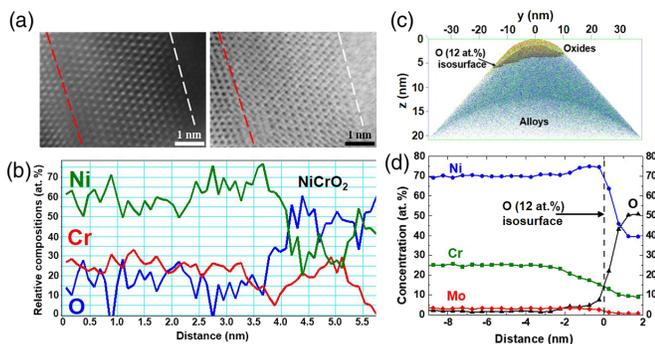 (a)
1 nm
1 nm
(b)
Relative compositions (at. %)
80
70
60
50
40
30
20
10
0
Ni
Cr
O
NiCrO2
0 0.5 1.0 1.5 2.0 2.5 3.0 3.5 4.0 4.5 5.0 5.5
Distance (nm)
(c)
y (nm)
-30 -20 -10 0 10 20 30
z (nm)
0
5
10
15
20
O (12 at.%)
isosurface
Oxides
Alloys
(d)
Concentration (at. %)
80
70
60
50
40
30
20
10
0
Ni
Cr
Mo
O
O (12 at.%)
isosurface
80
70
60
50
40
30
20
10
0
-8 -6 -4 -2 0 2
Distance (nm)